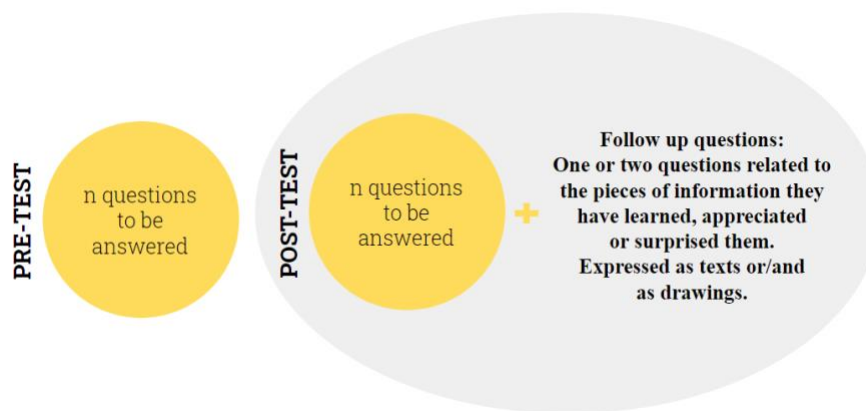 PRE-TEST
n questions
to be
answered
POST-TEST
n questions
to be
answered
+
Follow up questions:
One or two questions related to
the pieces of information they
have learned, appreciated
or surprised them.
Expressed as texts or/and
as drawings.